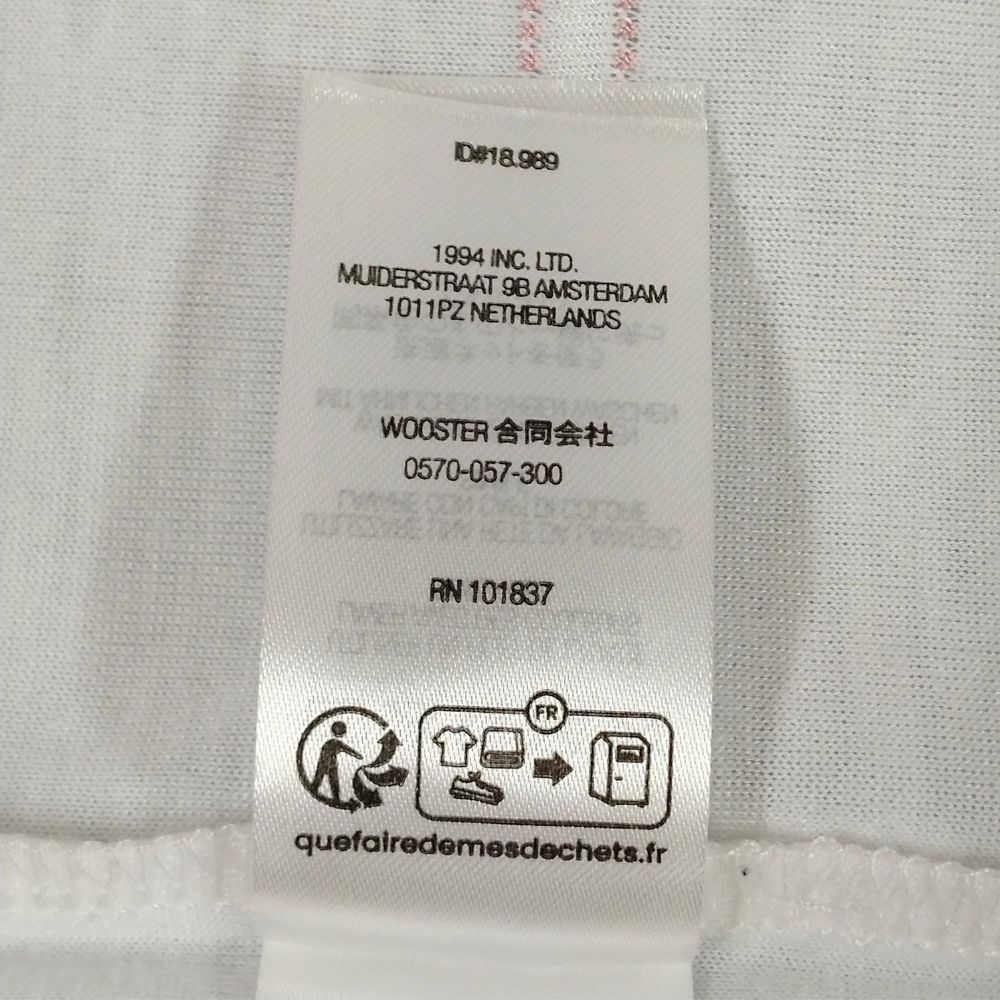 ID#18.989
1994 INC. LTD.
MUIDERSTRAAT 9B AMSTERDAM
1011PZ NETHERLANDS
WOOSTER 合同会社
0570-057-300
RN 101837
FR
quefairedemesdechets.fr